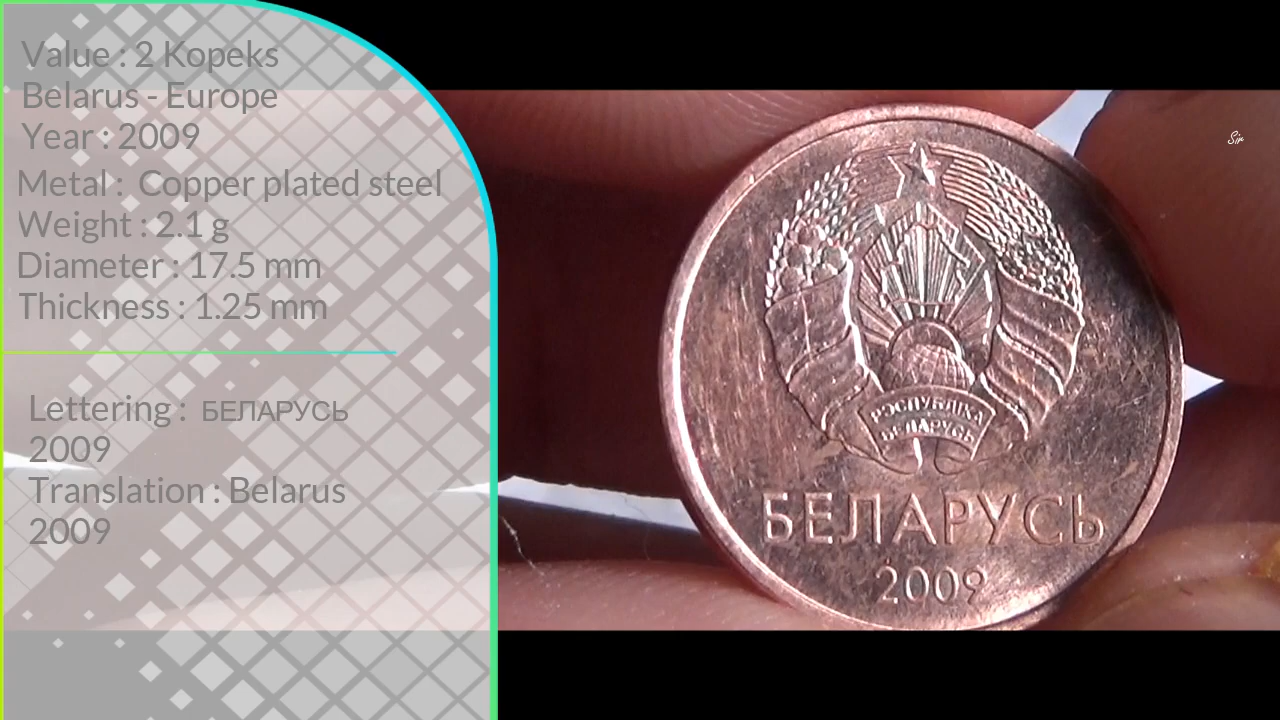 Value : 2 Kopeks
Belarus - Europe
Year : 2009
Metal : Copper plated steel
Weight : 2.1 g
Diameter : 17.5 mm
Thickness : 1.25 mm
Lettering : БЕЛАРУСЬ
2009
Translation : Belarus
2009
Sir
РЭСПУБЛІКА
БЕЛАРУСЬ
БЕЛАРУСЬ
2009